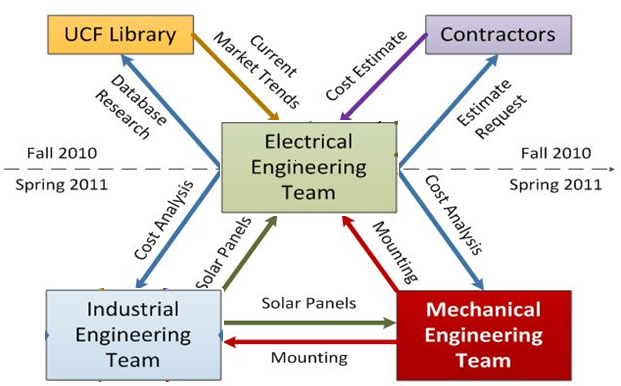 UCF Library
Contractors
Current
Market Trends
Cost Estimate
Database
Research
Estimate
Request
Electrical
Engineering
Team
Fall 2010
Fall 2010
Spring 2011
Spring 2011
Cost Analysis
Solar Panels
Mounting
Cost Analysis
Industrial
Engineering
Team
Solar Panels
Mounting
Mechanical
Engineering
Team